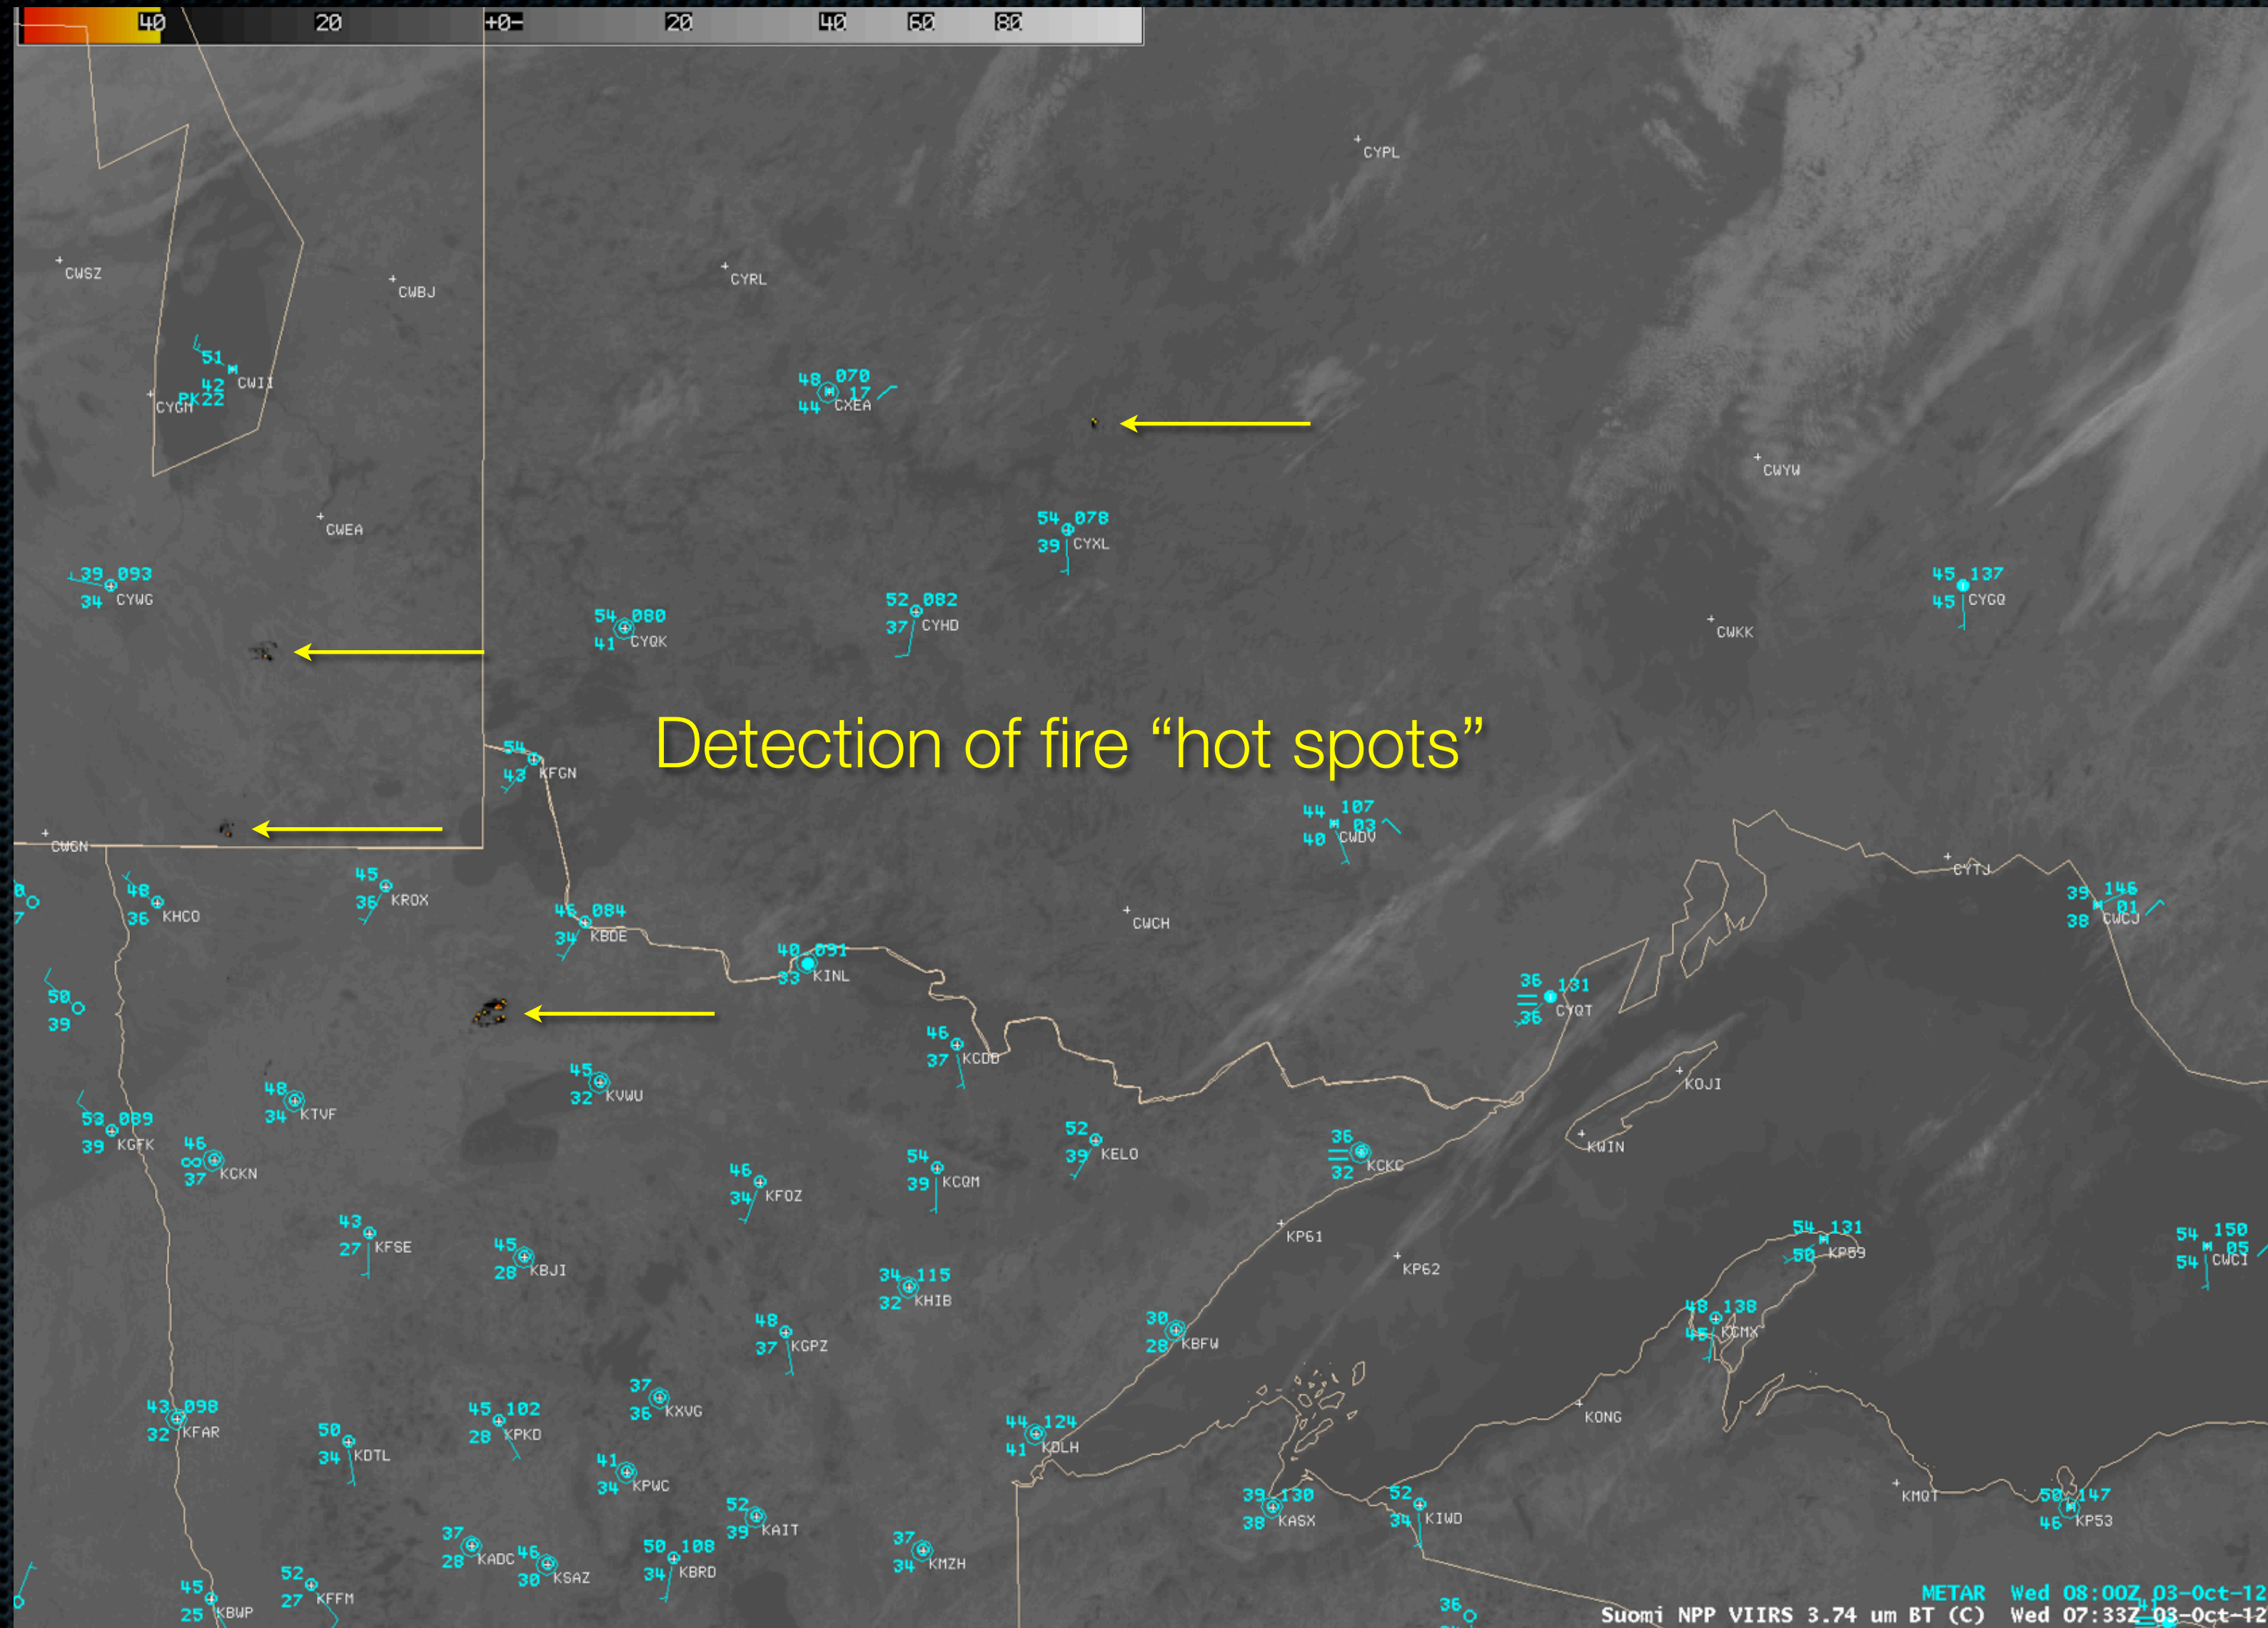 40 20 +0- 20 40 60 80
CYPL
CWSZ
CWBJ
CYRL
51
42 CWII
PK22
CYGM
48 070
17
44 CXEA
CWYW
CWEA
54 078
39 CYXL
39 093
34 CYWG
54 080
41 CYQK
52 082
37 CYHD
45 137
45 CYGQ
CWKK
Detection of fire “hot spots”
54
43 KFGN
44 107
03
40 CWDV
CWGN
CYTJ
48
36 KHCO
45
36 KROX
46 084
34 KBDE
CWCH
39 146
01
38 CWCJ
40 091
33 KINL
50
39
36 131
36 CYQT
46
37 KCDD
45
32 KVWU
48
34 KTVF
KOJI
53 089
39 KGFK
46
∞
37 KCKN
52
39 KELO
36
32 KCKC
KWIN
46
34 KFOZ
54
39 KCQM
43
27 KFSE
45
28 KBJI
KP61
KP62
54 131
50 KP59
54 150
05
54 CWCI
34 115
32 KHIB
48
37 KGPZ
30
28 KBFW
48 138
45 KCMX
37
36 KXVG
43 098
32 KFAR
50
34 KDTL
45 102
28 KPKD
44 124
41 KDLH
KONG
41
34 KPWC
52
39 KAIT
39 130
38 KASX
52
34 KIWD
KMQT
50 147
46 KP53
37
28 KADC
46
30 KSAZ
50 108
34 KBRD
37
34 KMZH
45
25 KBWP
52
27 KFFM
36
METAR Wed 08:00Z 03-Oct-12
41
Suomi NPP VIIRS 3.74 um BT (C) Wed 07:33Z 03-Oct-12